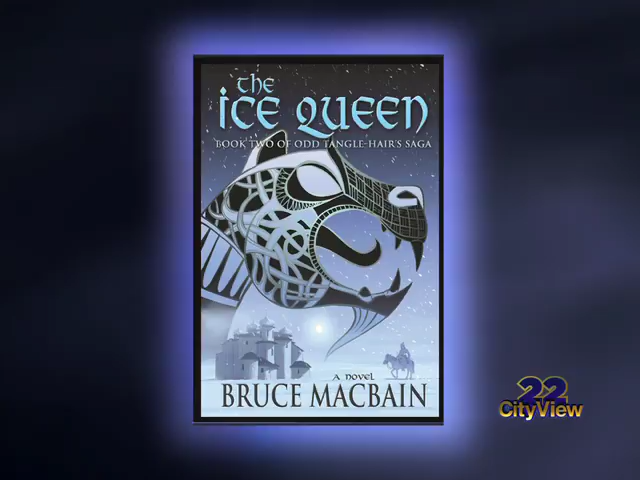 the
ICE QUEEN
BOOK TWO OF ODD TANGLE-HAIR'S SAGA
A NOVEL
BRUCE MACBAIN
22
CityView